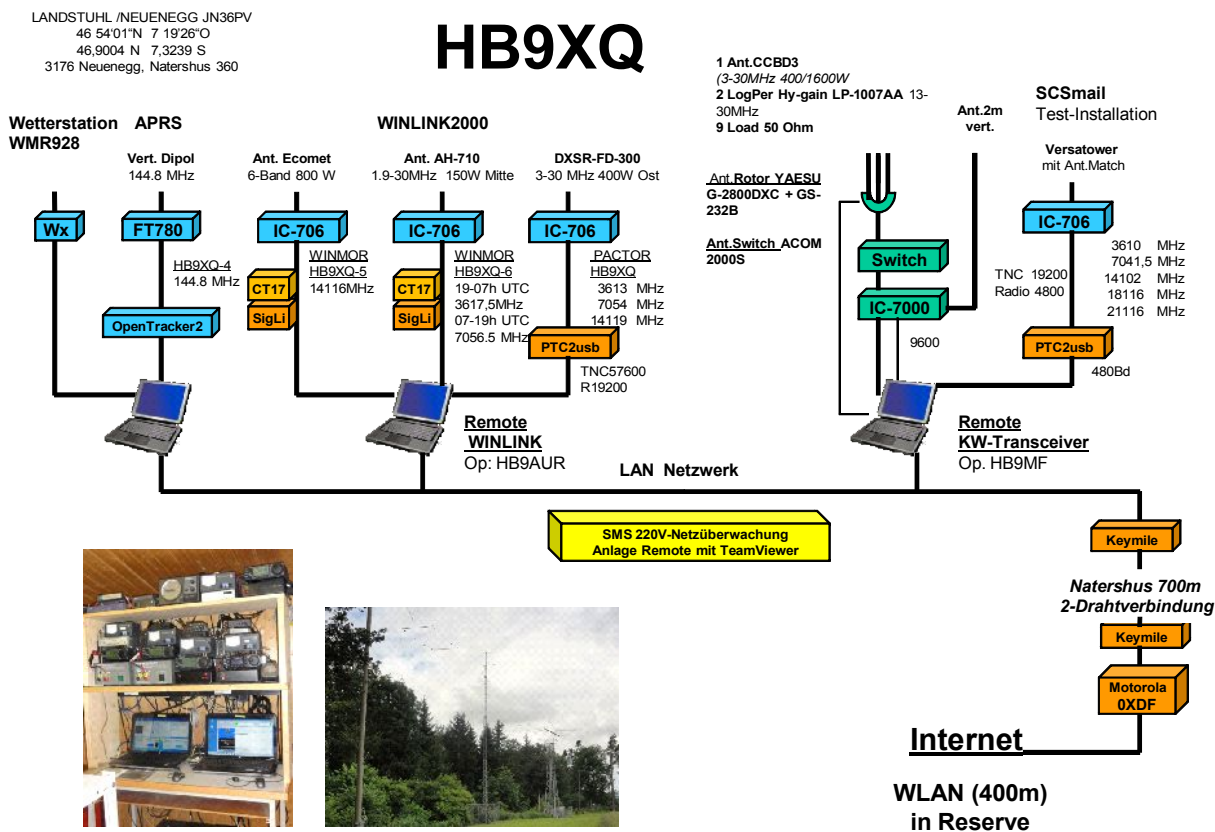 LANDSTUHL /NEUENEGG JN36PV
46 54'01“N 7 19'26“O
46,9004 N 7,3239 S
3176 Neuenegg, Natershus 360
HB9XQ
1 Ant.CCBD3
(3-30MHz 400/1600W
2 LogPer Hy-gain LP-1007AA 13-
30MHz
9 Load 50 Ohm
Ant.Rotor YAESU
G-2800DXC + GS-
232B
Ant.Switch ACOM
2000S
Ant.2m
vert.
SCSmail
Test-Installation
Versatower
mit Ant.Match
Wetterstation
WMR928
APRS
Vert. Dipol
144.8 MHz
WINLINK2000
Ant. Ecomet
6-Band 800 W
Ant. AH-710
1.9-30MHz 150W Mitte
DXSR-FD-300
3-30 MHz 400W Ost
Wx
FT780
IC-706
IC-706
IC-706
IC-706
HB9XQ-4
144.8 MHz
OpenTracker2
CT17
SigLi
WINMOR
HB9XQ-5
14116MHz
CT17
SigLi
WINMOR
HB9XQ-6
19-07h UTC
3617,5MHz
07-19h UTC
7056.5 MHz
PACTOR
HB9XQ
3613 MHz
7054 MHz
14119 MHz
PTC2usb
TNC57600
R19200
Switch
IC-7000
9600
TNC 19200
Radio 4800
3610 MHz
7041,5 MHz
14102 MHz
18116 MHz
21116 MHz
PTC2usb
480Bd
Remote
WINLINK
Op: HB9AUR
Remote
KW-Transceiver
Op. HB9MF
LAN Netzwerk
SMS 220V-Netzüberwachung
Anlage Remote mit TeamViewer
Keymile
Natershus 700m
2-Drahtverbindung
Keymile
Motorola
0XDF
Internet
WLAN (400m)
in Reserve